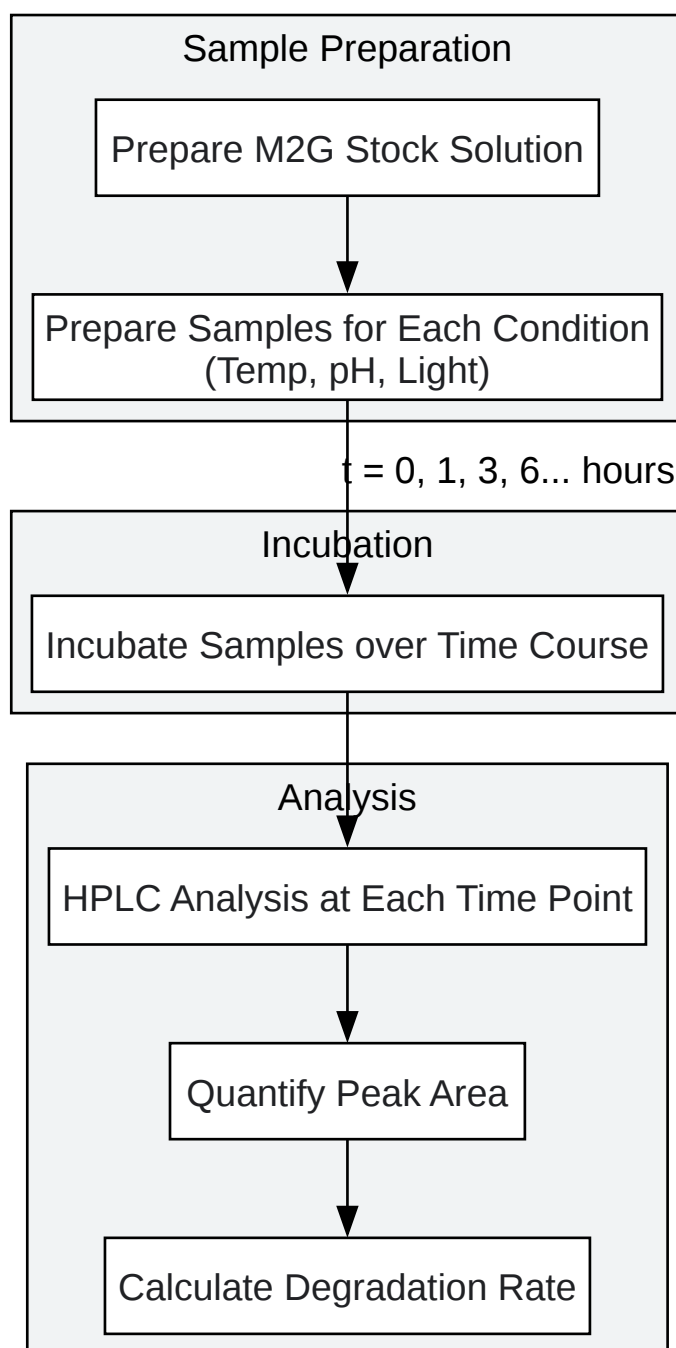 Sample Preparation
Prepare M2G Stock Solution
Prepare Samples for Each Condition
(Temp, pH, Light)
t = 0, 1, 3, 6... hours
Incubation
Incubate Samples over Time Course
Analysis
HPLC Analysis at Each Time Point
Quantify Peak Area
Calculate Degradation Rate